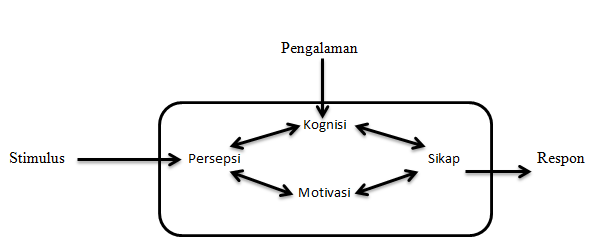 Pengalaman
Kognisi
Stimulus
Persepsi
Sikap
Respon
Motivasi